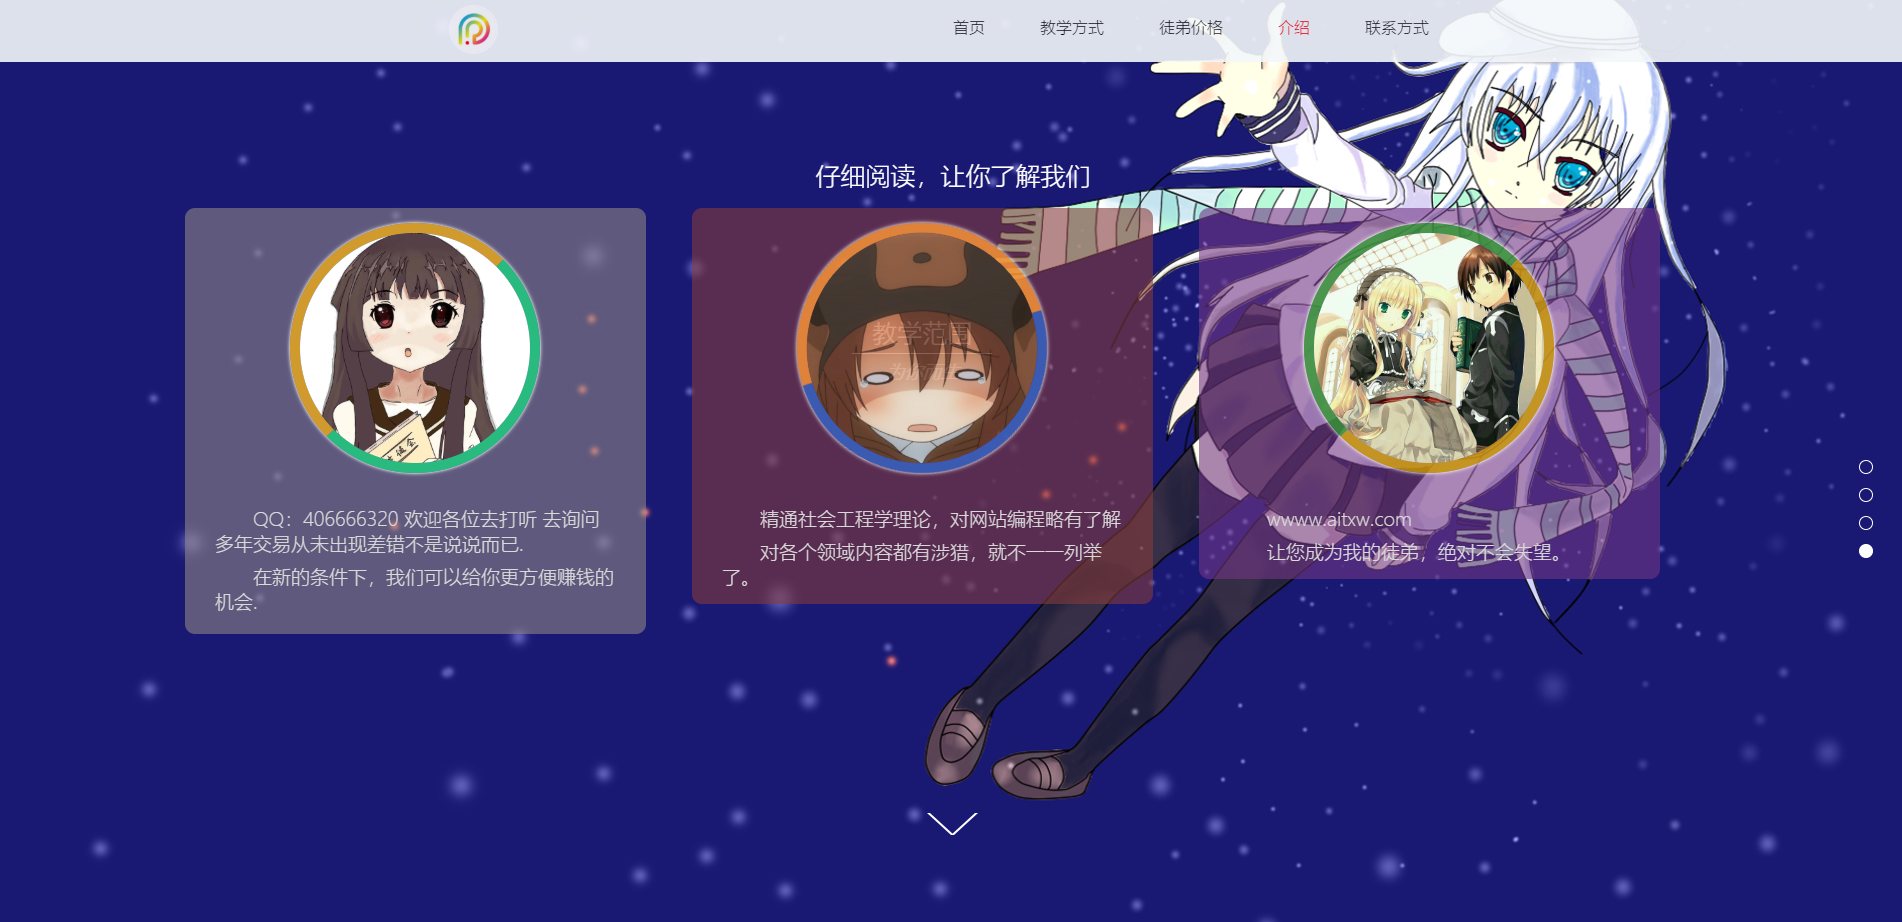 首页
教学方式
徒弟价格
介绍
联系方式
仔细阅读，让你了解我们
教学范围
QQ：406666320 欢迎各位去打听 去询问
多年交易从未出现差错不是说说而已.
在新的条件下，我们可以给你更方便赚钱的
机会.
精通社会工程学理论，对网站编程略有了解
对各个领域内容都有涉猎，就不一一列举
了。
wwww.aitxw.com
让您成为我的徒弟，绝对不会失望。